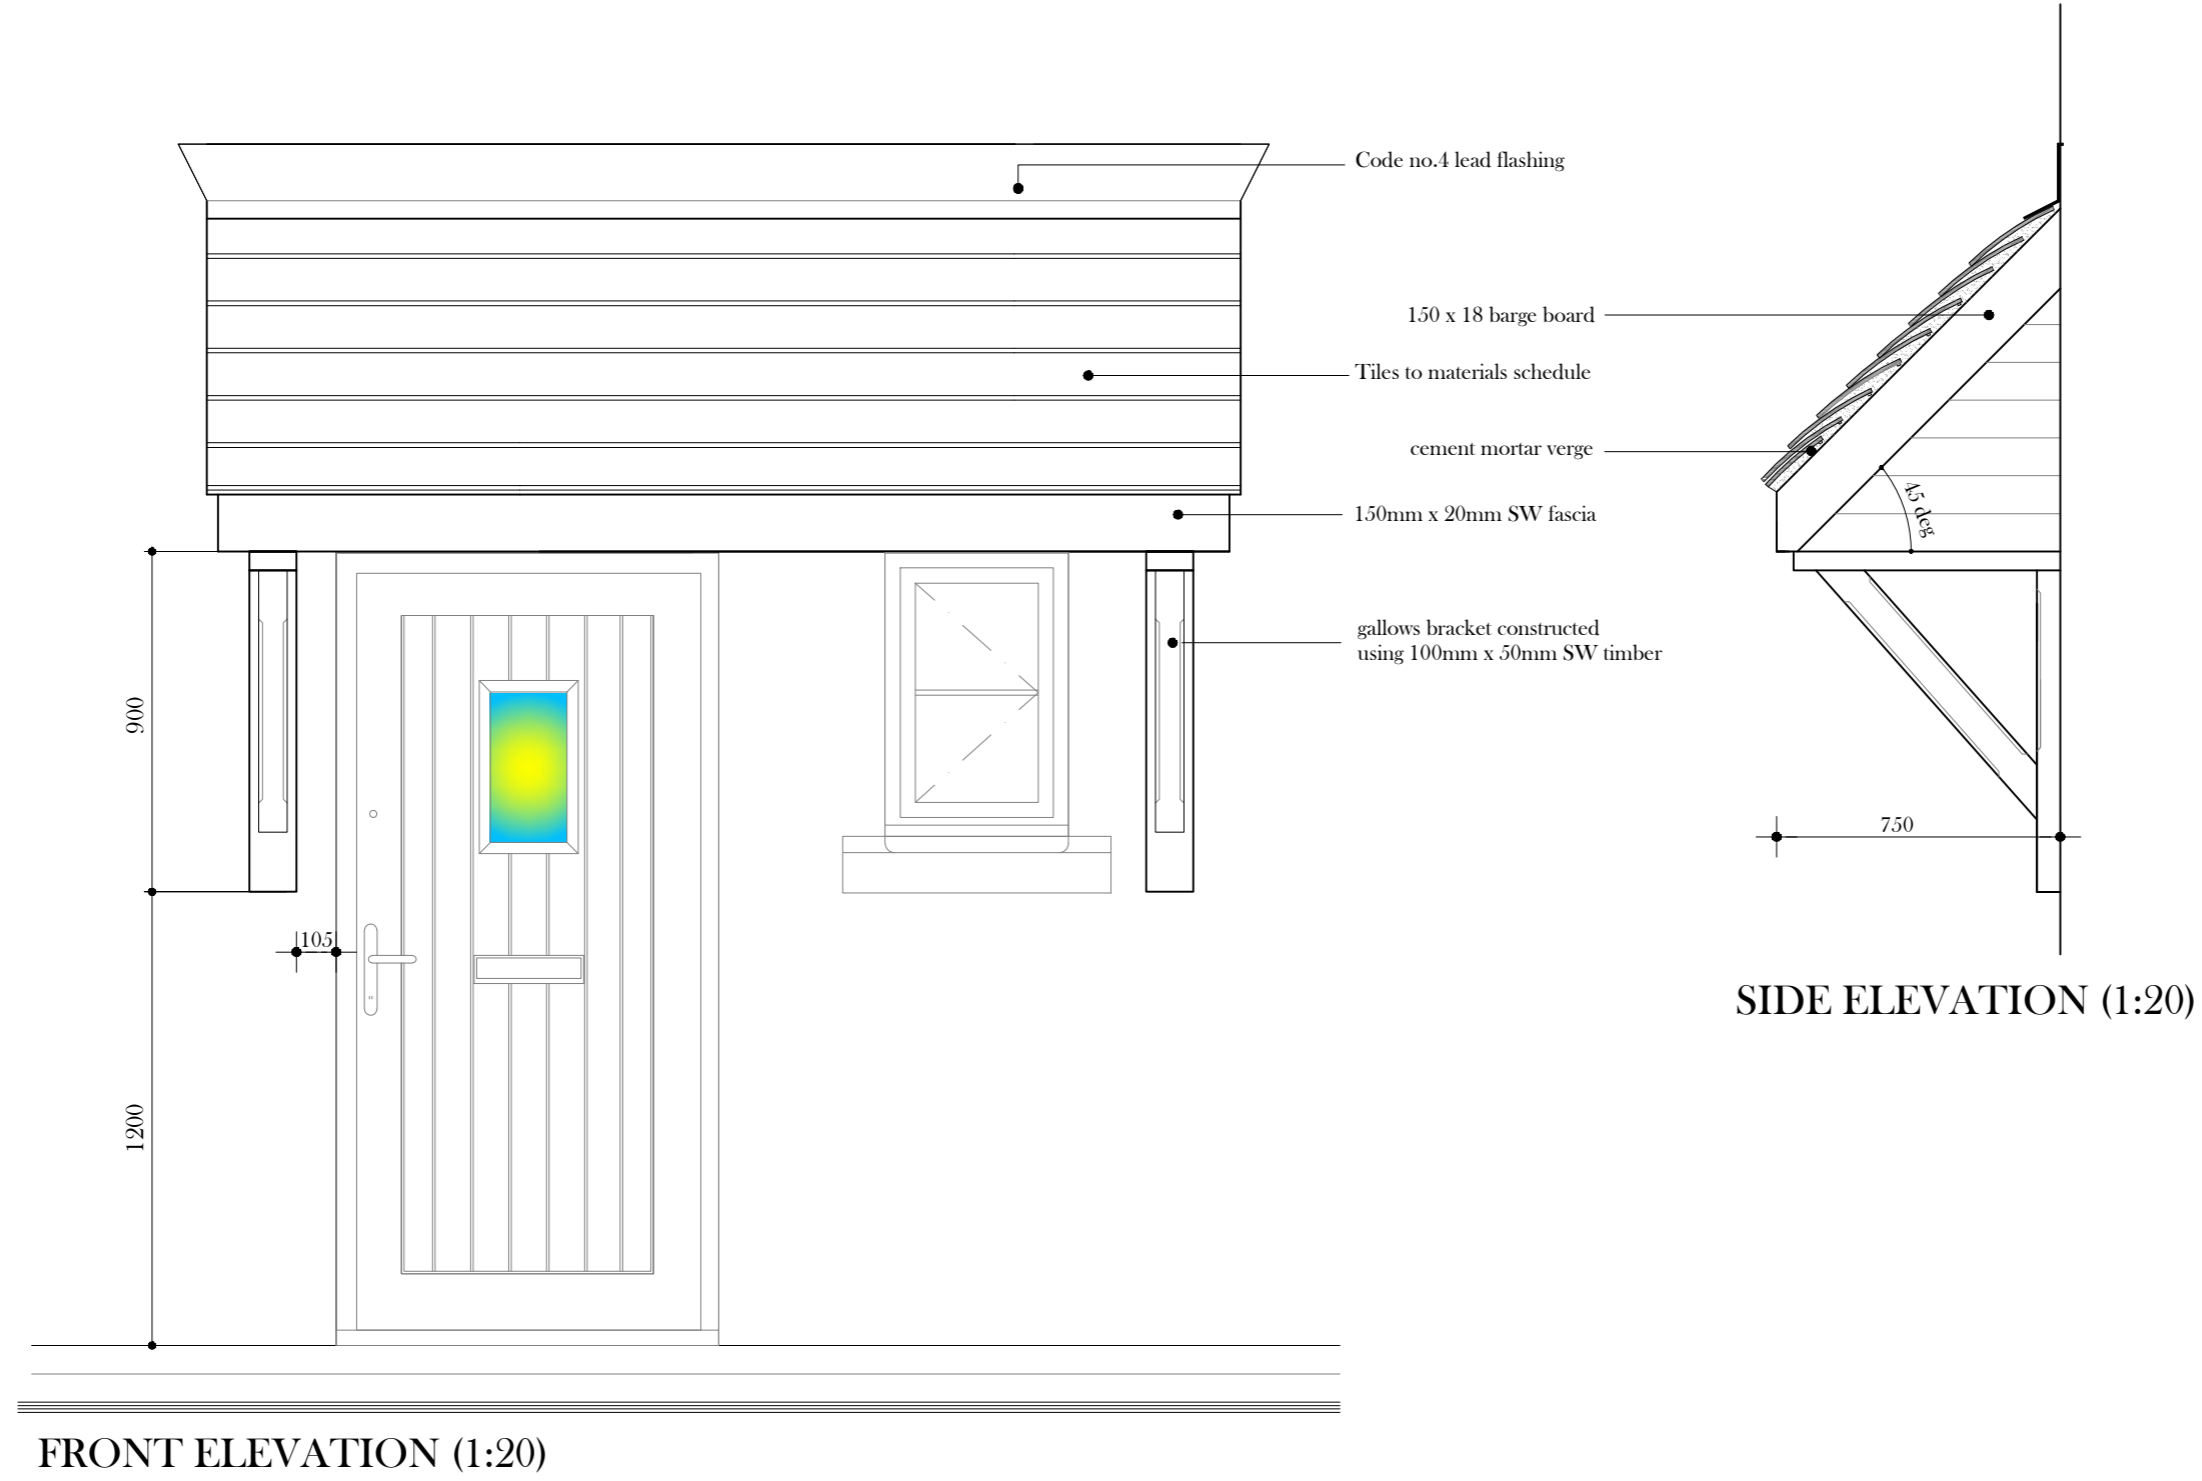 Code no.4 lead flashing
150 x 18 barge board
Tiles to materials schedule
cement mortar verge
45 deg
150mm x 20mm SW fascia
gallows bracket constructed
using 100mm x 50mm SW timber
900
750
105
SIDE ELEVATION (1:20)
1200
FRONT ELEVATION (1:20)